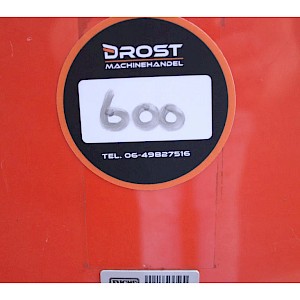 DROST
MACHINEHANDEL
600
TEL. 06-49827516